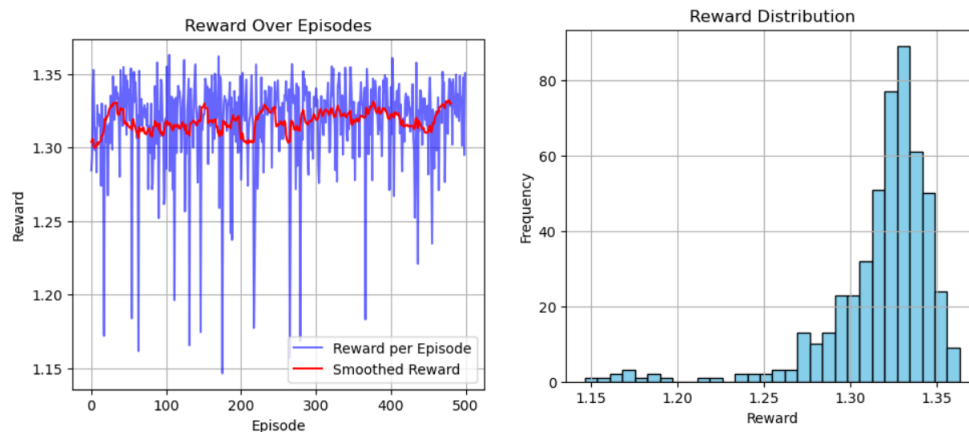 Reward Over Episodes
1.35
1.30
1.25
1.20
1.15
Reward
0
100
200
300
400
500
Episode
Reward per Episode
Smoothed Reward
Reward Distribution
80
60
40
20
0
Frequency
1.15
1.20
1.25
1.30
1.35
Reward